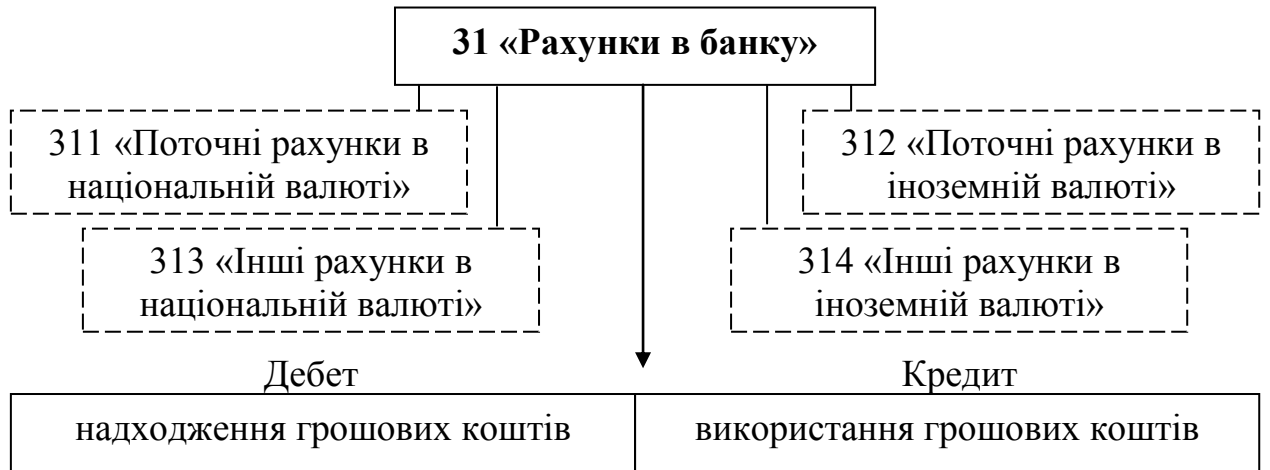 31 «Рахунки в банку»
311 «Поточні рахунки в
національній валюті»
312 «Поточні рахунки в
іноземній валюті»
313 «Інші рахунки в
національній валюті»
314 «Інші рахунки в
іноземній валюті»
Дебет
Кредит
надходження грошових коштів
використання грошових коштів